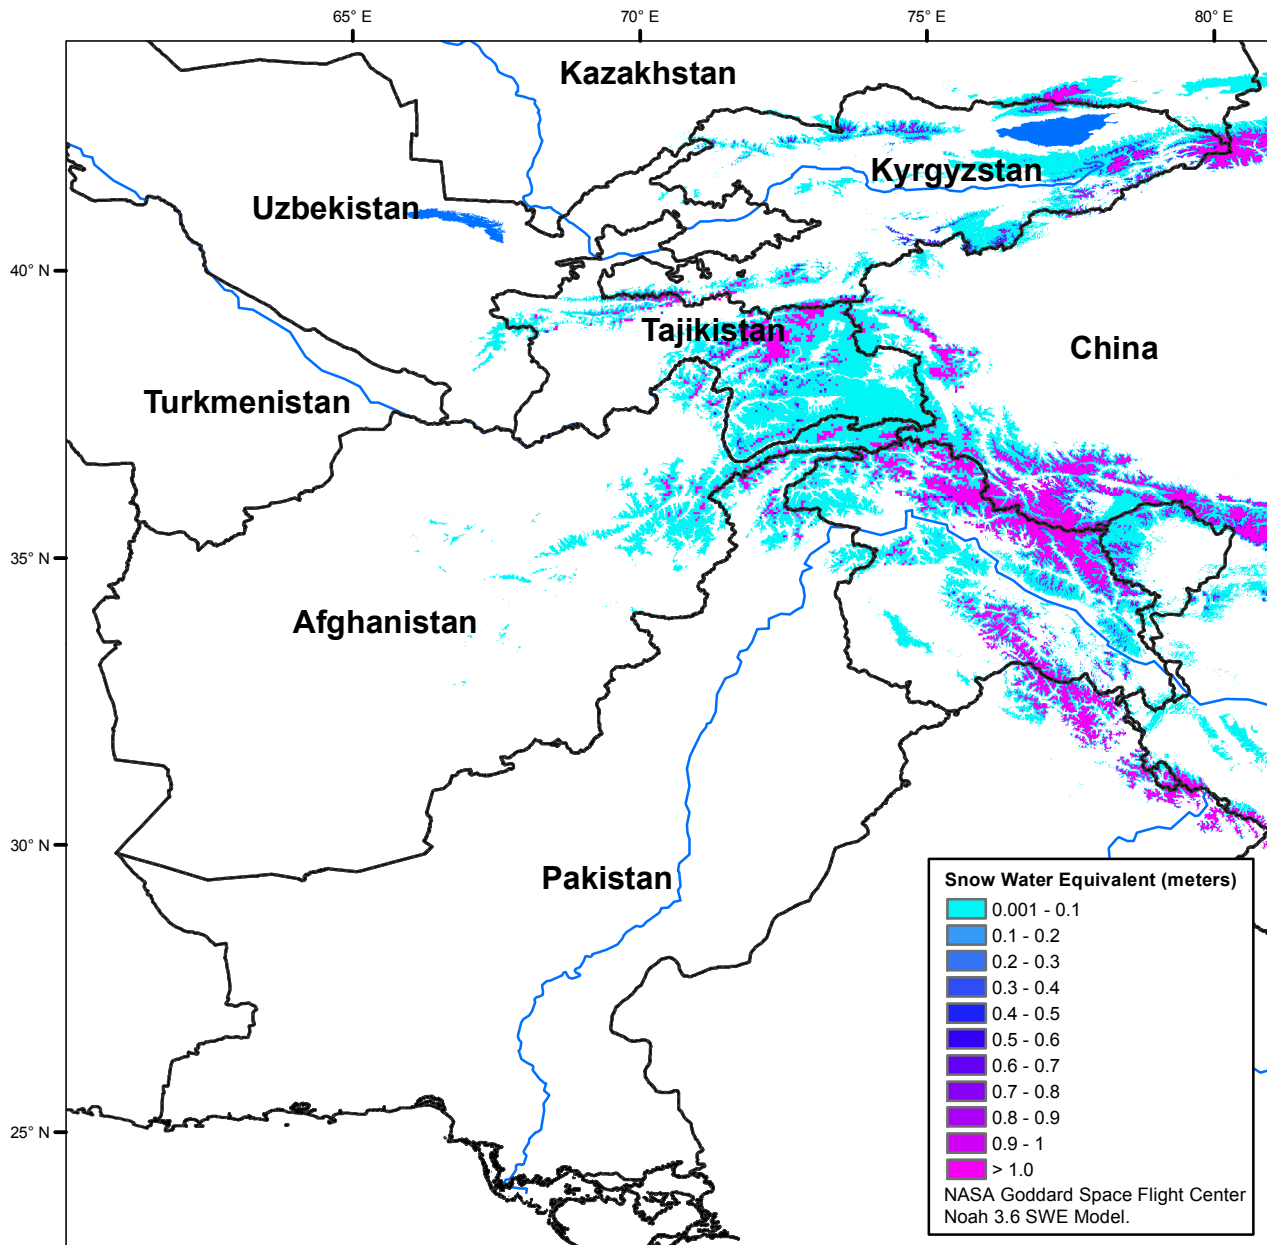 65° E
70° E
75° E
80° E
Kazakhstan
Kyrgyzstan
Uzbekistan
40° N
Tajikistan
China
Turkmenistan
35° N
Afghanistan
30° N
Pakistan
25° N
Snow Water Equivalent (meters)
0.001 - 0.1
0.1 - 0.2
0.2 - 0.3
0.3 - 0.4
0.4 - 0.5
0.5 - 0.6
0.6 - 0.7
0.7 - 0.8
0.8 - 0.9
0.9 - 1
> 1.0
NASA Goddard Space Flight Center
Noah 3.6 SWE Model.